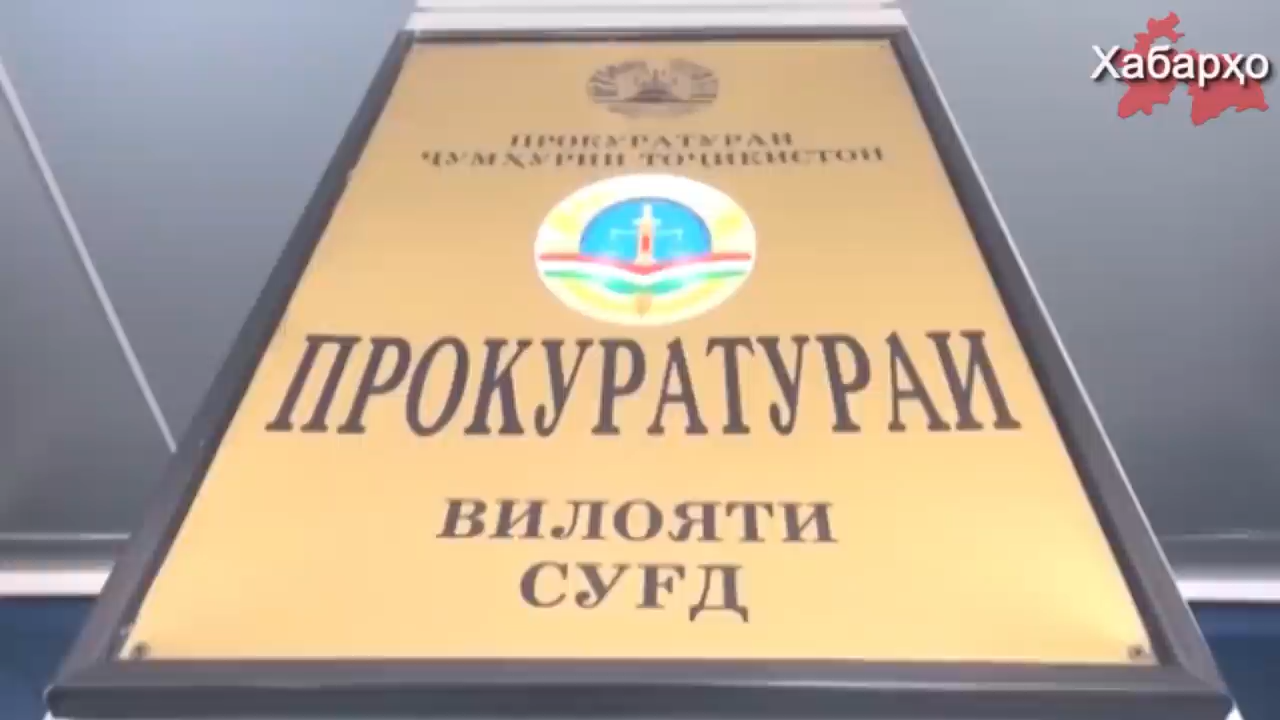 Хабарҳо
ПРОКУРАТУРАИ
ҶУМҲУРИИ ТОҶИКИСТОН
ПРОКУРАТУРАИ
ВИЛОЯТИ
СУҒД